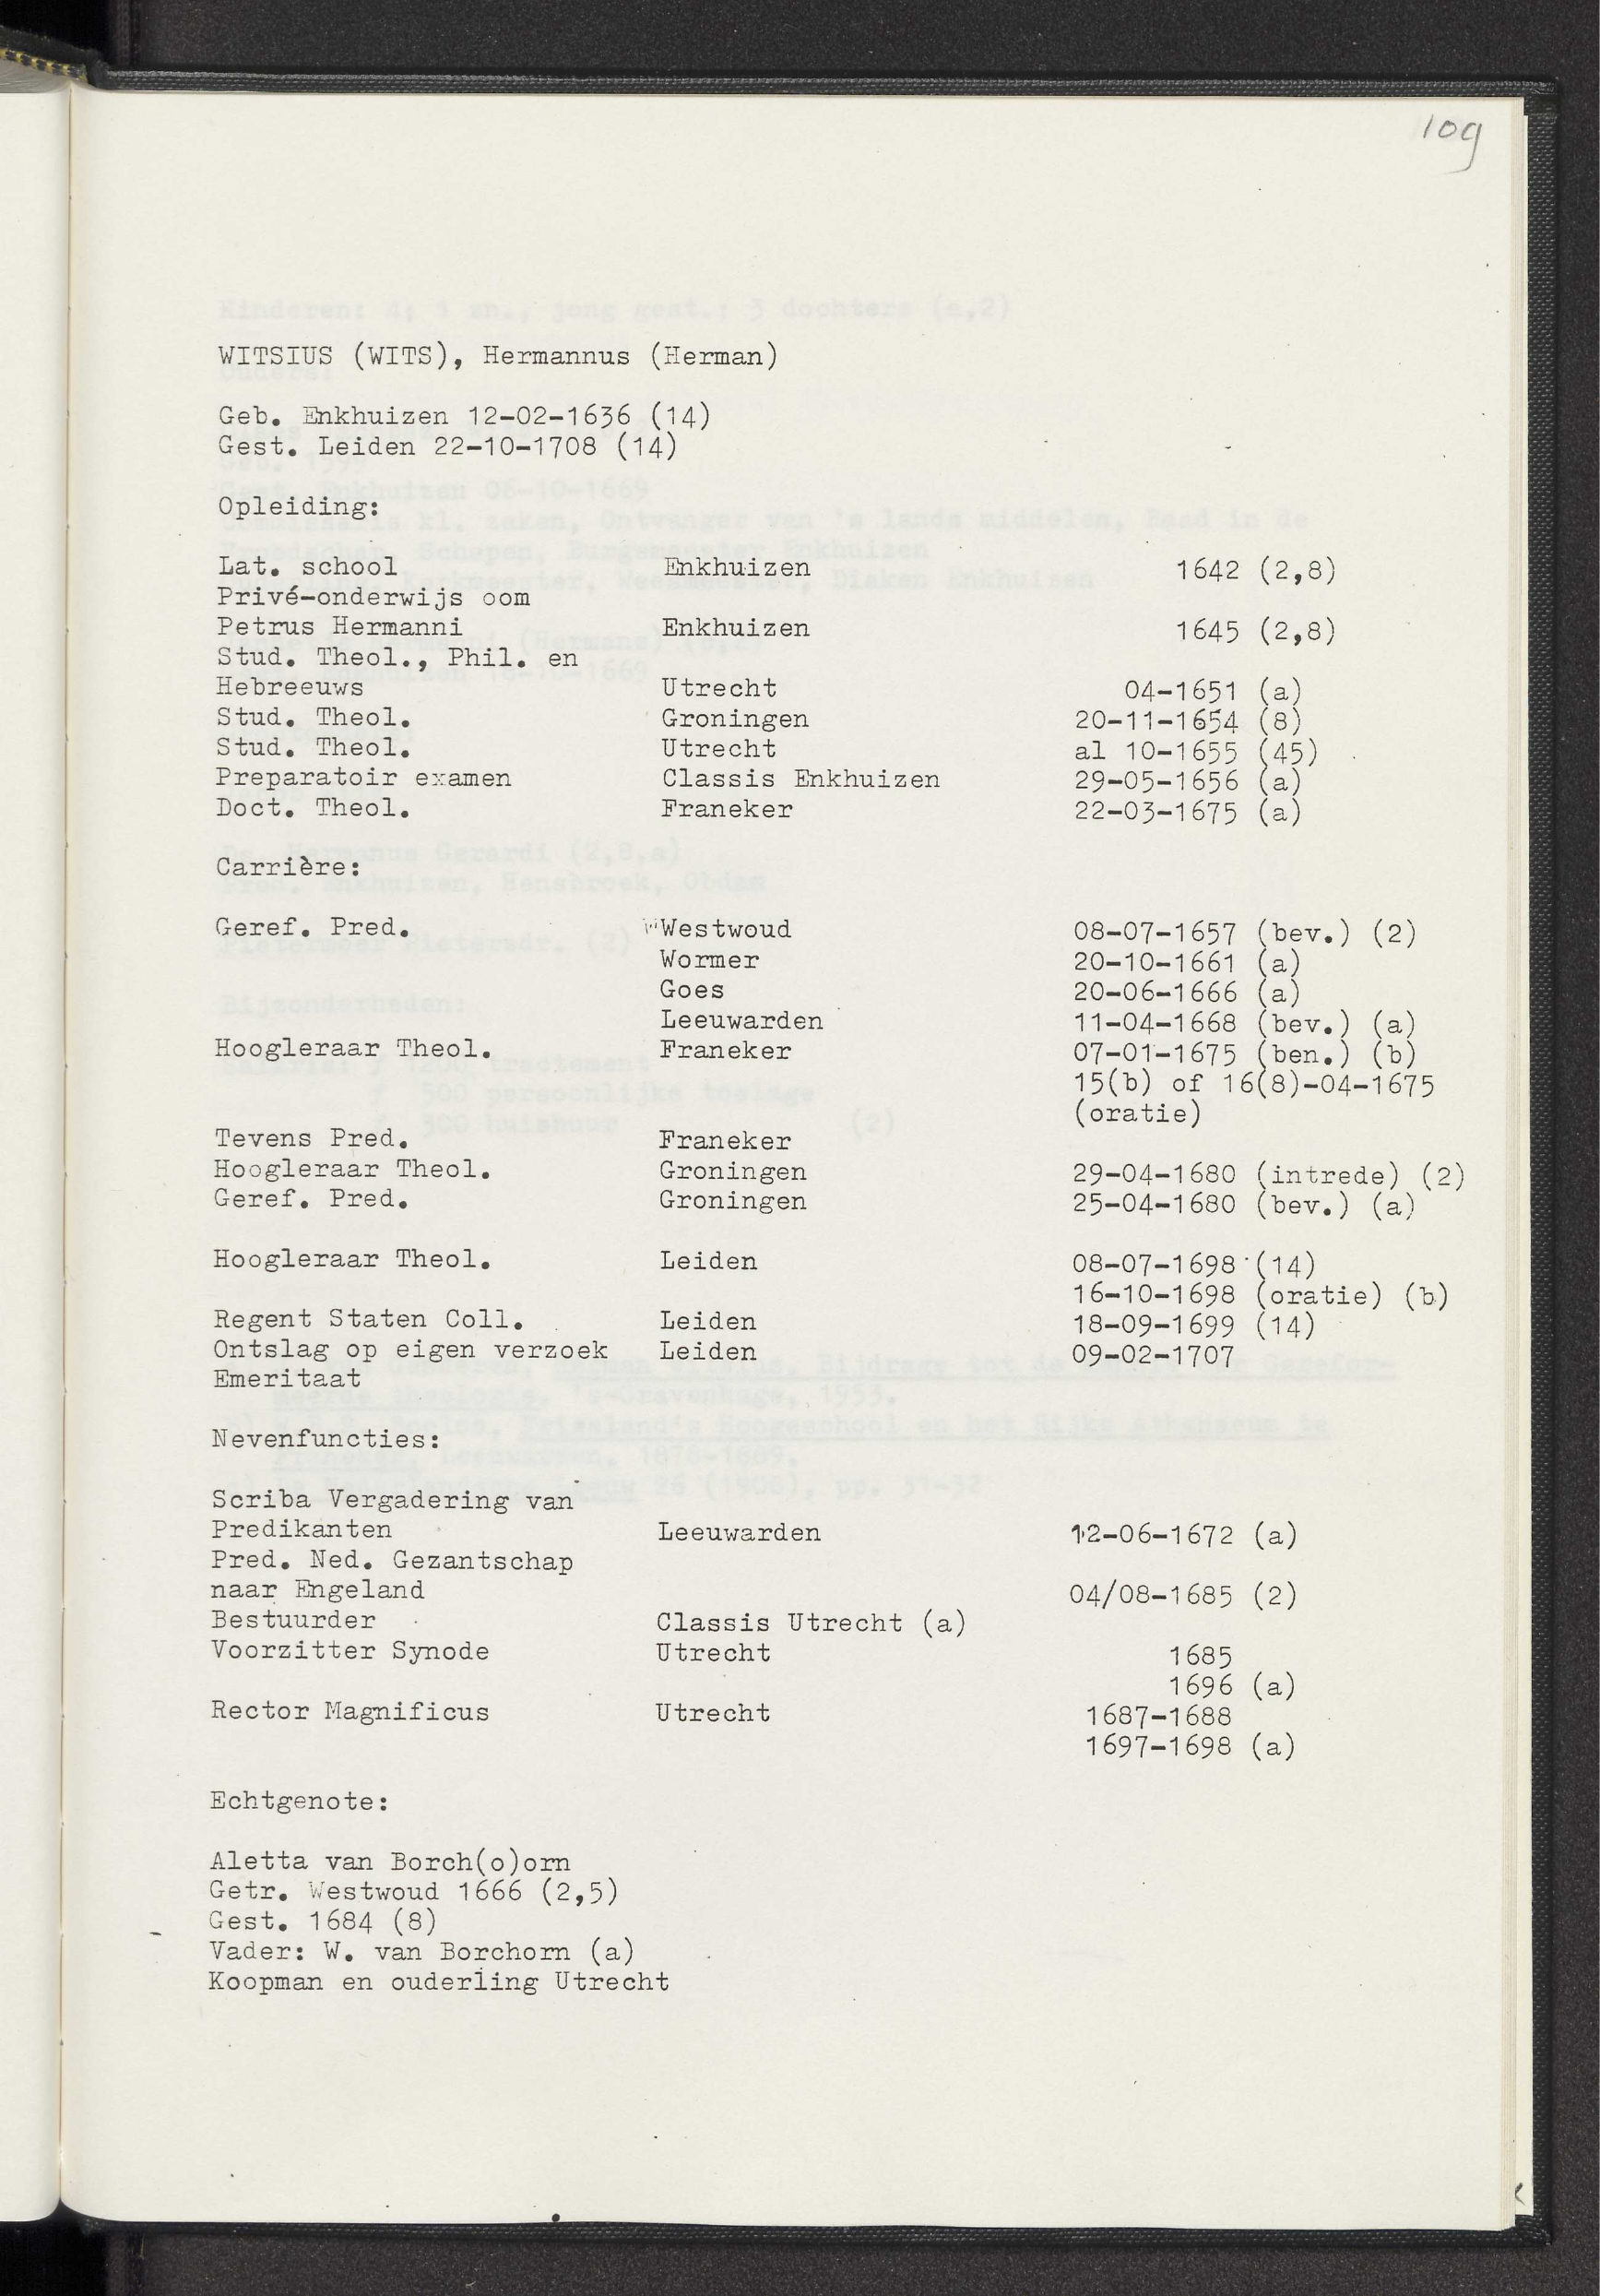 109
WITSIUS (WITS), Hermannus (Herman)
Geb. Enkhuizen 12-02-1636 (14)
Gest. Leiden 22-10-1708 (14)
Opleiding:
Lat. school Enkhuizen 1642 (2,8)
Privé-onderwijs oom
Petrus Hermanni Enkhuizen 1645 (2,8)
Stud. Theol., Phil. en
Hebreeuws Utrecht 04-1651 (a)
Stud. Theol. Groningen 20-11-1654 (8)
Stud. Theol. Utrecht al 10-1655 (45)
Preparatoir examen Classis Enkhuizen 29-05-1656 (a)
Doct. Theol. Franeker 22-03-1675 (a)
Carrière:
Geref. Pred. Westwoud 08-07-1657 (bev.) (2)
Wormer 20-10-1661 (a)
Goes 20-06-1666 (a)
Leeuwarden 11-04-1668 (bev.) (a)
Hoogleraar Theol. Franeker 07-01-1675 (ben.) (b)
15(b) of 16(8)-04-1675
(oratie)
Tevens Pred. Franeker
Hoogleraar Theol. Groningen 29-04-1680 (intrede) (2)
Geref. Pred. Groningen 25-04-1680 (bev.) (a)
Hoogleraar Theol. Leiden 08-07-1698 (14)
16-10-1698 (oratie) (b)
Regent Staten Coll. Leiden 18-09-1699 (14)
Ontslag op eigen verzoek Leiden 09-02-1707
Emeritaat
Nevenfuncties:
Scriba Vergadering van
Predikanten Leeuwarden 12-06-1672 (a)
Pred. Ned. Gezantschap
naar Engeland 04/08-1685 (2)
Bestuurder Classis Utrecht (a)
Voorzitter Synode Utrecht 1685
1696 (a)
Rector Magnificus Utrecht 1687-1688
1697-1698 (a)
Echtgenote:
Aletta van Borch(o)orn
Getr. Westwoud 1666 (2,5)
Gest. 1684 (8)
Vader: W. van Borchorn (a)
Koopman en ouderling Utrecht